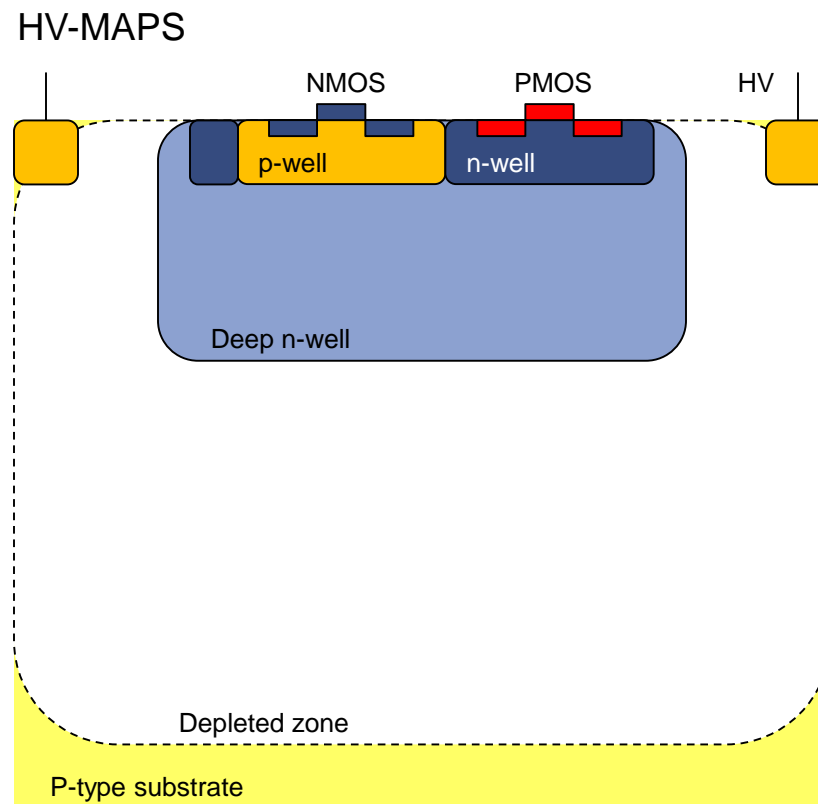 HV-MAPS
NMOS
PMOS
HV
p-well
n-well
Deep n-well
Depleted zone
P-type substrate